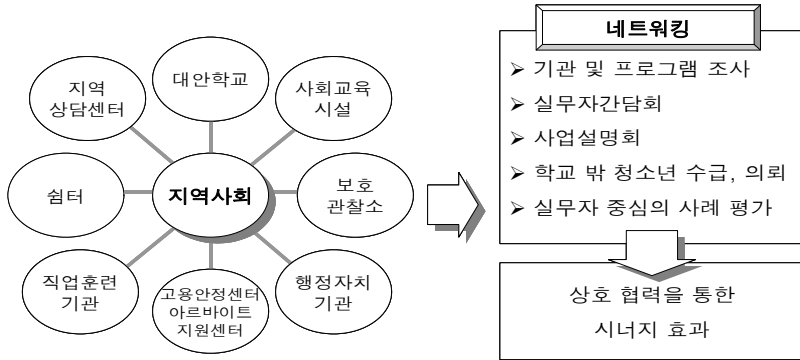 지역
상담센터
대안학교
사회교육
시설
쉼터
지역사회
보호
관찰소
직업훈련
기관
고용안정센터
아르바이트
지원센터
행정자치
기관
네트워킹
➢ 기관 및 프로그램 조사
➢ 실무자간담회
➢ 사업설명회
➢ 학교 밖 청소년 수급, 의뢰
➢ 실무자 중심의 사례 평가
상호 협력을 통한
시너지 효과